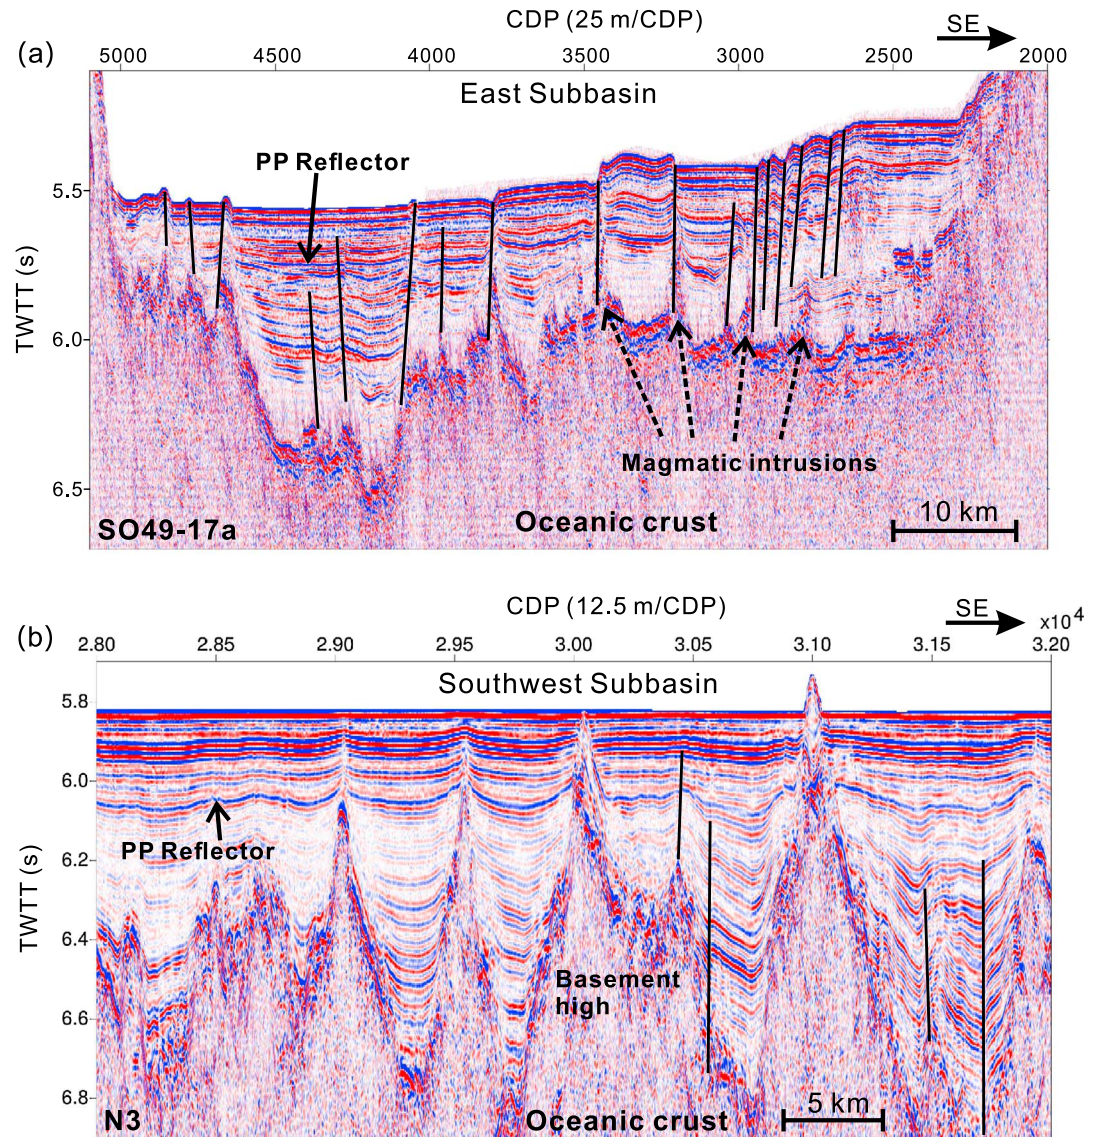 CDP (25 m/CDP)
SE
(a)
5000 4500 4000 3500 3000 2500 2000
East Subbasin
PP Reflector
5.5
TWTT (s)
6.0
Magmatic intrusions
6.5
SO49-17a
Oceanic crust
10 km
CDP (12.5 m/CDP)
SE
x10⁴
(b)
2.80 2.85 2.90 2.95 3.00 3.05 3.10 3.15 3.20
Southwest Subbasin
5.8
6.0
PP Reflector
6.2
TWTT (s)
6.4
Basement
high
6.6
6.8
N3
Oceanic crust
5 km